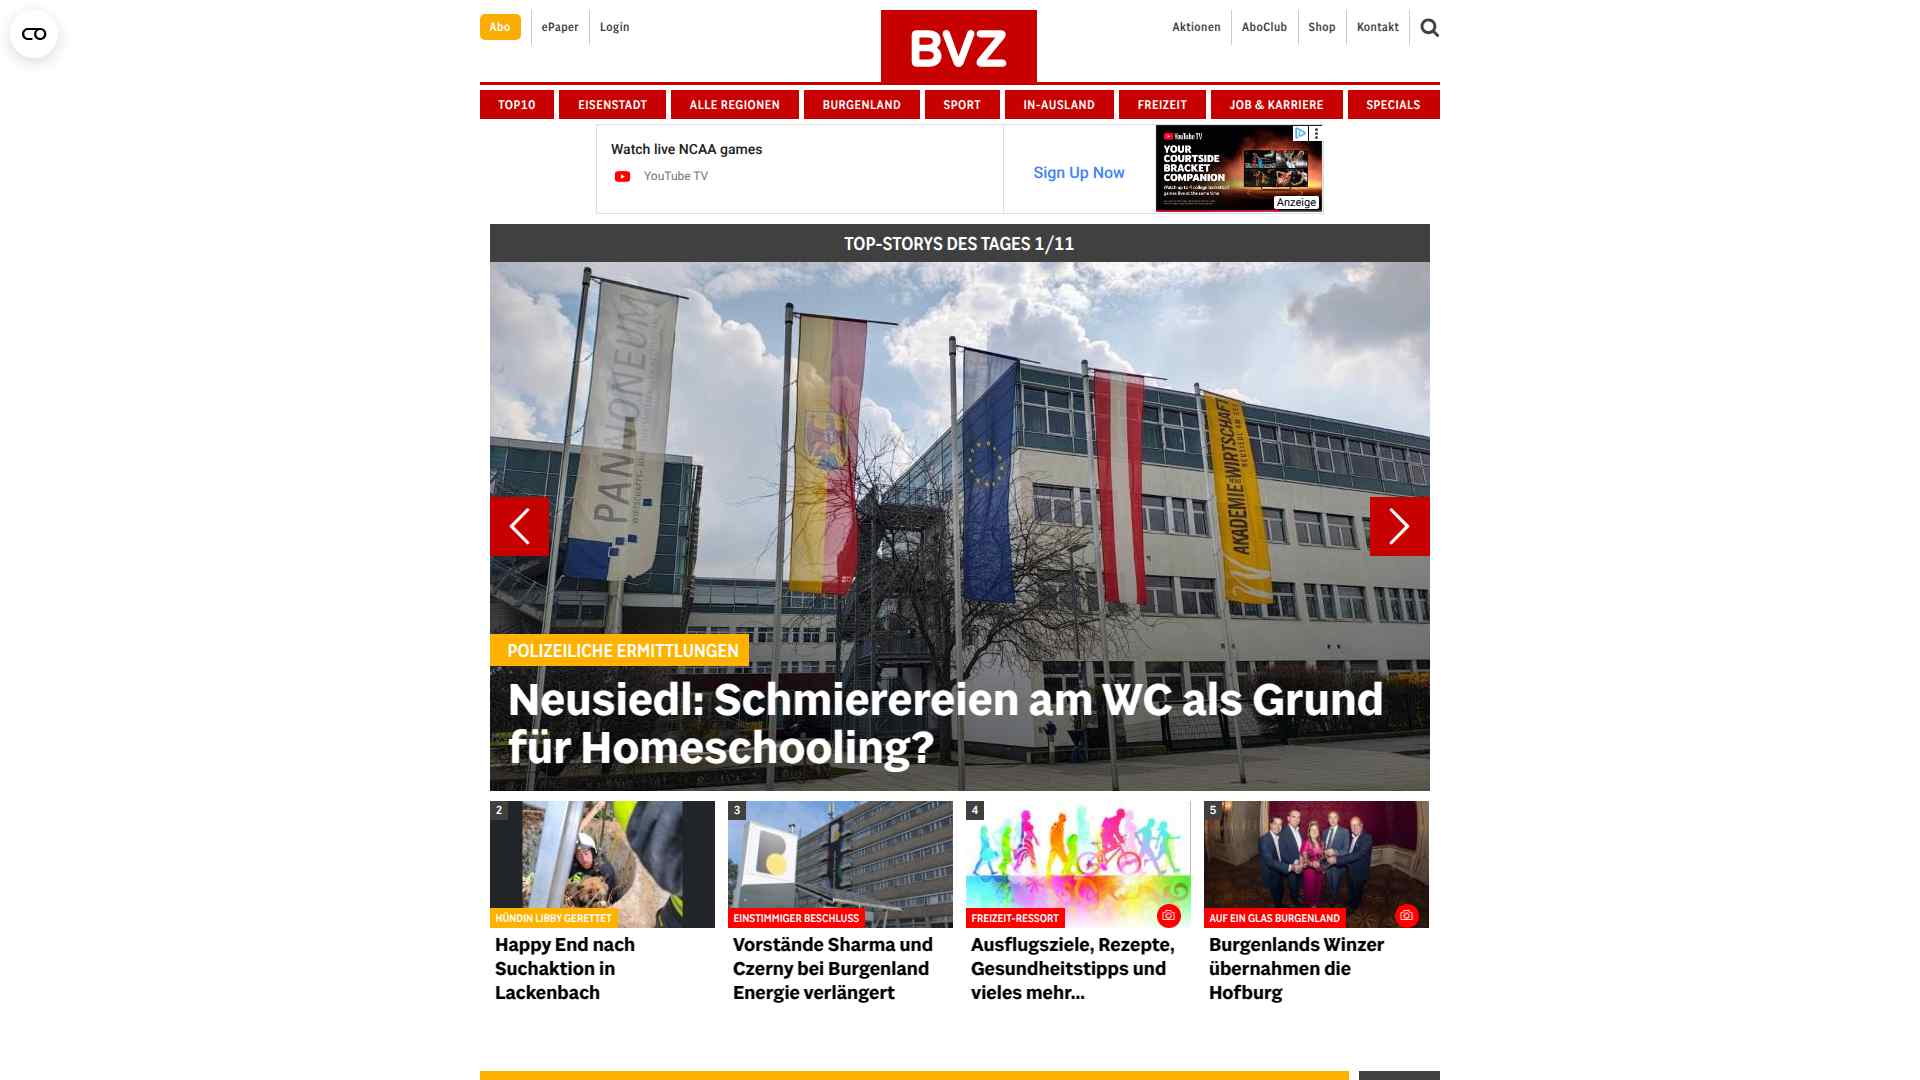 Abo
ePaper
Login
BVZ
Aktionen
AboClub
Shop
Kontakt
TOP10
EISENSTADT
ALLE REGIONEN
BURGENLAND
SPORT
IN-AUSLAND
FREIZEIT
JOB & KARRIERE
SPECIALS
Watch live NCAA games
YouTube TV
Sign Up Now
YouTube TV
YOUR
COURTSIDE
BRACKET
COMPANION
Anzeige
TOP-STORYS DES TAGES 1/11
PANNONEUM
AKADEMIE WIRTSCHAFT
POLIZEILICHE ERMITTLUNGEN
Neusiedl: Schmierereien am WC als Grund
für Homeschooling?
2
HÜNDIN LIBBY GERETTET
Happy End nach
Suchaktion in
Lackenbach
3
EINSTIMMIGER BESCHLUSS
Vorstände Sharma und
Czerny bei Burgenland
Energie verlängert
4
FREIZEIT-RESSORT
Ausflugsziele, Rezepte,
Gesundheitstipps und
vieles mehr...
5
AUF EIN GLAS BURGENLAND
Burgenlands Winzer
übernahmen die
Hofburg